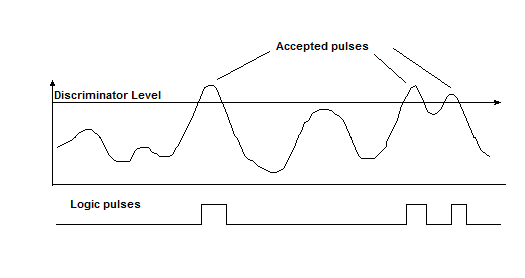 Accepted pulses
Discriminator Level
Logic pulses